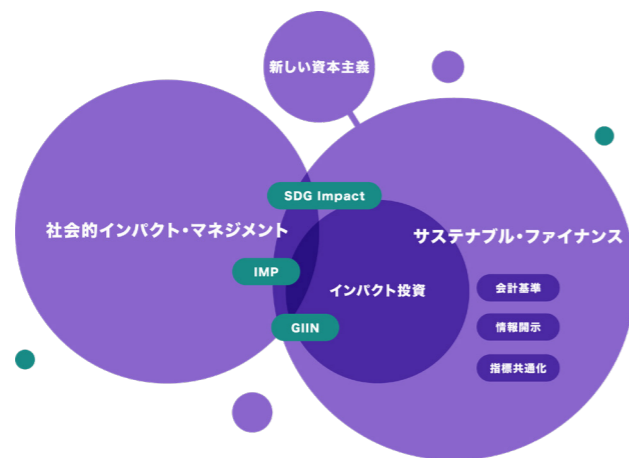 新しい資本主義
SDG Impact
社会的インパクト・マネジメント
サステナブル・ファイナンス
IMP
インパクト投資
会計基準
GIIN
情報開示
指標共通化